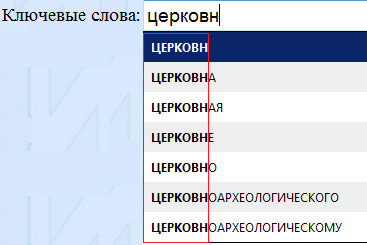 Ключевые слова: церковн
ЦЕРКОВН
ЦЕРКОВНА
ЦЕРКОВНАЯ
ЦЕРКОВНЕ
ЦЕРКОВНО
ЦЕРКОВНОАРХЕОЛОГИЧЕСКОГО
ЦЕРКОВНОАРХЕОЛОГИЧЕСКОМУ